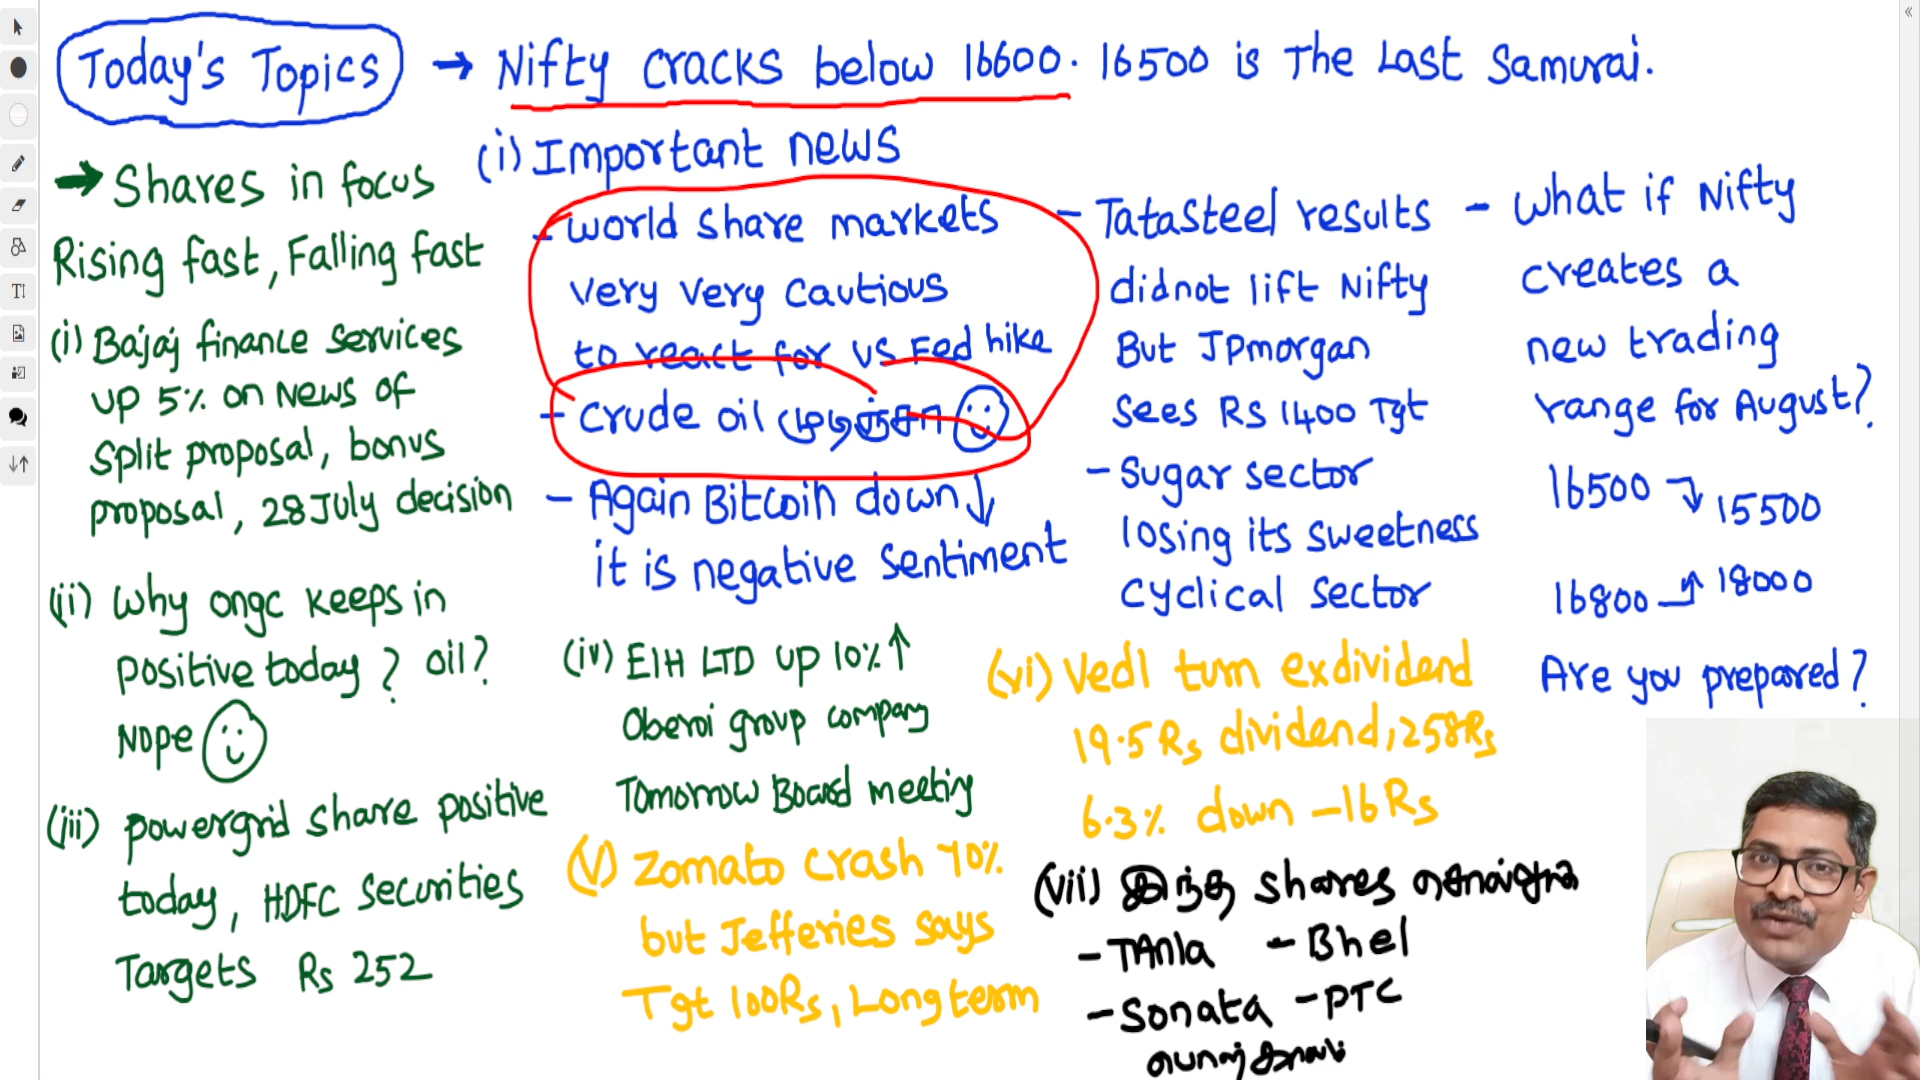 Today's Topics → Nifty cracks below 16600. 16500 is The Last Samurai.
→ Shares in focus
Rising fast, Falling fast
(i) Bajaj finance services
up 5% on News of
Split proposal, bonus
proposal, 28 July decision
(ii) Why ongc keeps in
positive today? oil?
Nope
(iii) powergrid share positive
today, HDFC Securities
Targets Rs 252
(i) Important news
- World share markets
very very cautious
to react for US Fed hike
- crude oil
- Again Bitcoin down ↓
it is negative sentiment
- Tatasteel results
didnot lift Nifty
But JPmorgan
sees Rs 1400 Tgt
- Sugar sector
losing its sweetness
cyclical sector
- What if Nifty
creates a
new trading
range for August?
16500 → 15500
16800 → 18000
Are you prepared?
(iv) EIH LTD up 10% ↑
Oberoi group company
Tomorrow Board meeting
(v) Zomato crash 10%
but Jefferies says
Tgt 100Rs, Long term
(vi) Vedl turn exdividend
19.5 Rs dividend, 258Rs
6.3% down -16 Rs
(vii) இந்த shares
- TAnla - Bhel
- Sonata - PTC